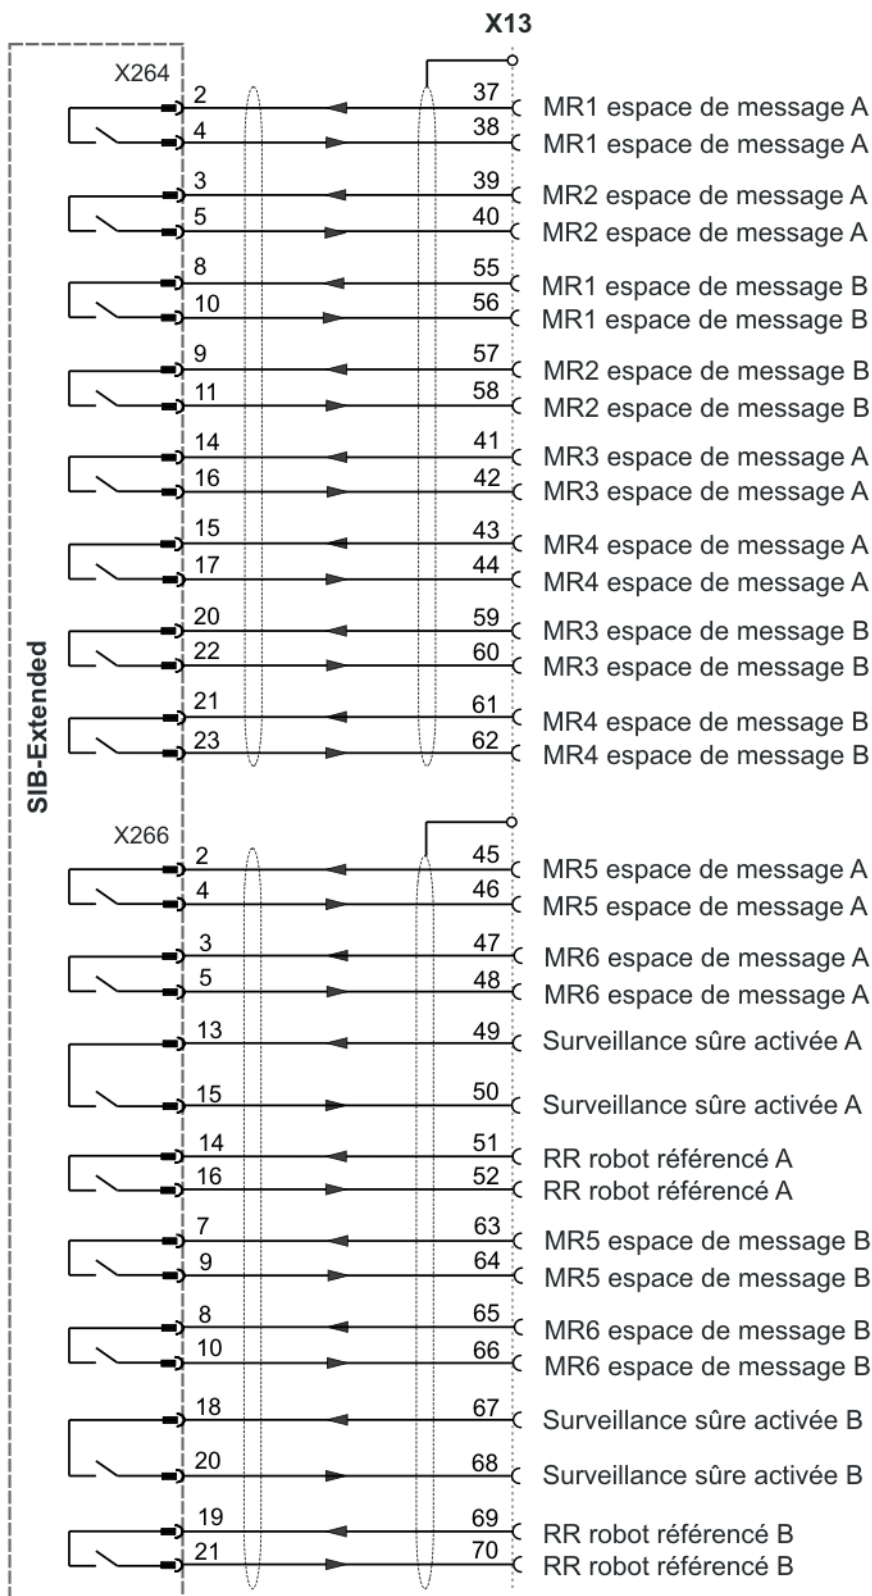 X13
X264
2 37 MR1 espace de message A
4 38 MR1 espace de message A
3 39 MR2 espace de message A
5 40 MR2 espace de message A
8 55 MR1 espace de message B
10 56 MR1 espace de message B
9 57 MR2 espace de message B
11 58 MR2 espace de message B
14 41 MR3 espace de message A
16 42 MR3 espace de message A
15 43 MR4 espace de message A
17 44 MR4 espace de message A
20 59 MR3 espace de message B
22 60 MR3 espace de message B
21 61 MR4 espace de message B
23 62 MR4 espace de message B
SIB-Extended
X266
2 45 MR5 espace de message A
4 46 MR5 espace de message A
3 47 MR6 espace de message A
5 48 MR6 espace de message A
13 49 Surveillance sûre activée A
15 50 Surveillance sûre activée A
14 51 RR robot référencé A
16 52 RR robot référencé A
7 63 MR5 espace de message B
9 64 MR5 espace de message B
8 65 MR6 espace de message B
10 66 MR6 espace de message B
18 67 Surveillance sûre activée B
20 68 Surveillance sûre activée B
19 69 RR robot référencé B
21 70 RR robot référencé B